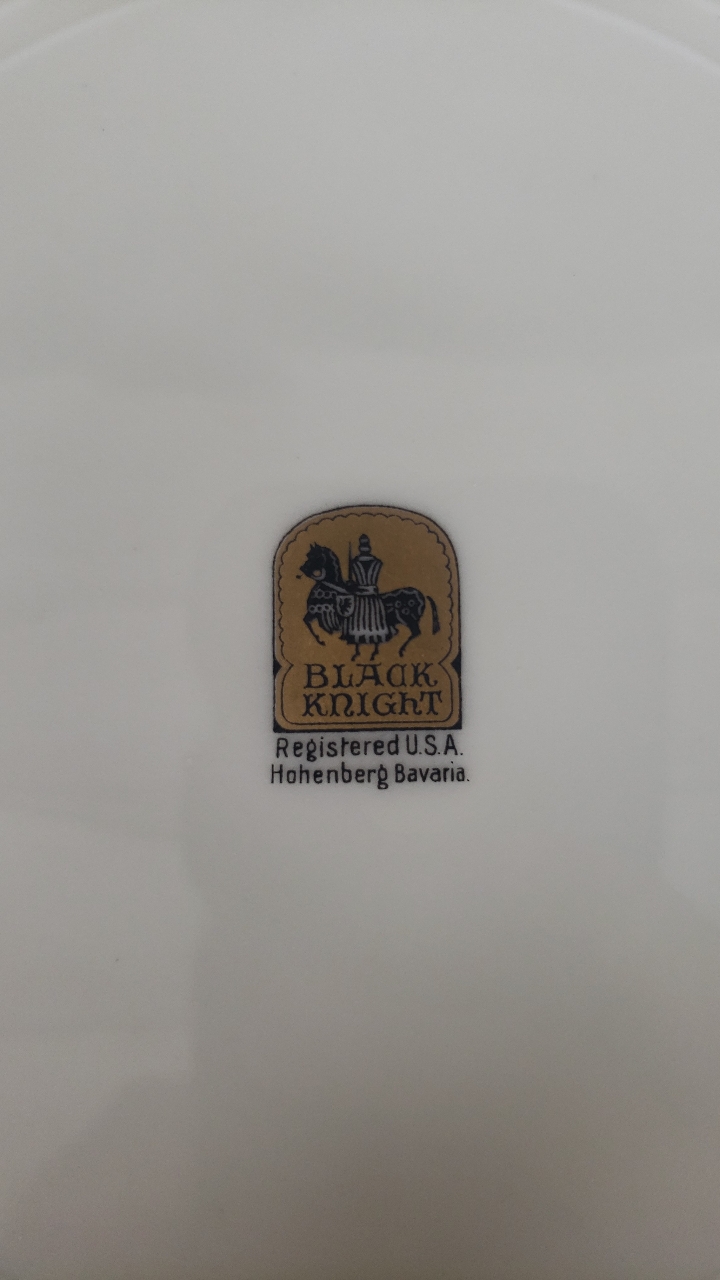 BLACK
KNIGHT
Registered U.S.A.
Hohenberg Bavaria.